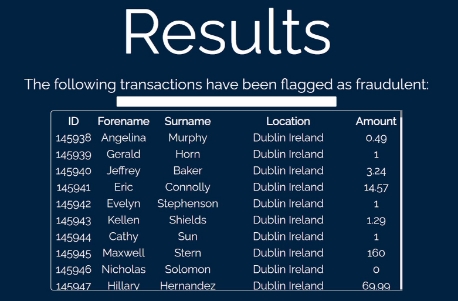 Results
The following transactions have been flagged as fraudulent:
ID Forename Surname Location Amount
145938 Angelina Murphy Dublin Ireland 0.49
145939 Gerald Horn Dublin Ireland 1
145940 Jeffrey Baker Dublin Ireland 3.24
145941 Eric Connolly Dublin Ireland 14.57
145942 Evelyn Stephenson Dublin Ireland 1
145943 Kellen Shields Dublin Ireland 1.29
145944 Cathy Sun Dublin Ireland 1
145945 Maxwell Stern Dublin Ireland 160
145946 Nicholas Solomon Dublin Ireland 0
145947 Hillary Hernandez Dublin Ireland 69.99